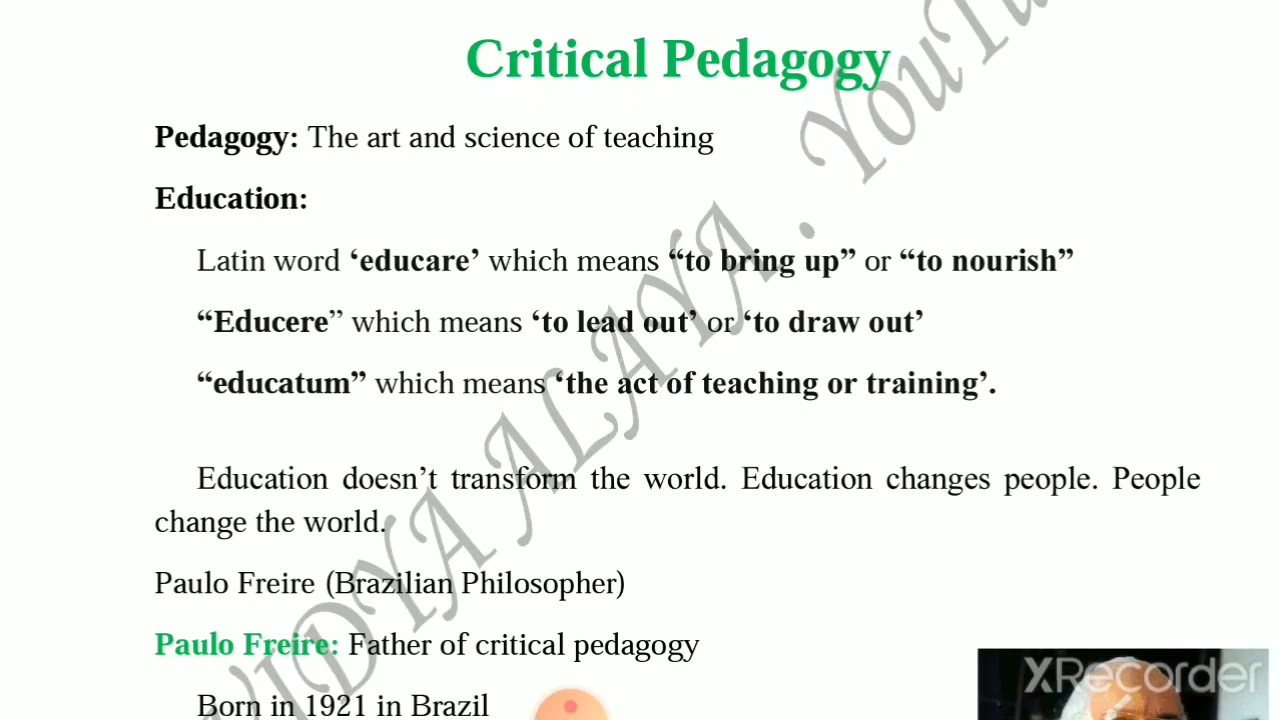 Critical Pedagogy
Pedagogy: The art and science of teaching
Education:
Latin word ‘educare’ which means “to bring up” or “to nourish”
“Educere” which means ‘to lead out’ or ‘to draw out’
“educatum” which means ‘the act of teaching or training’.
Education doesn’t transform the world. Education changes people. People
change the world.
Paulo Freire (Brazilian Philosopher)
Paulo Freire: Father of critical pedagogy
Born in 1921 in Brazil
VIDYA ALAYA . YouTu
XRecorder